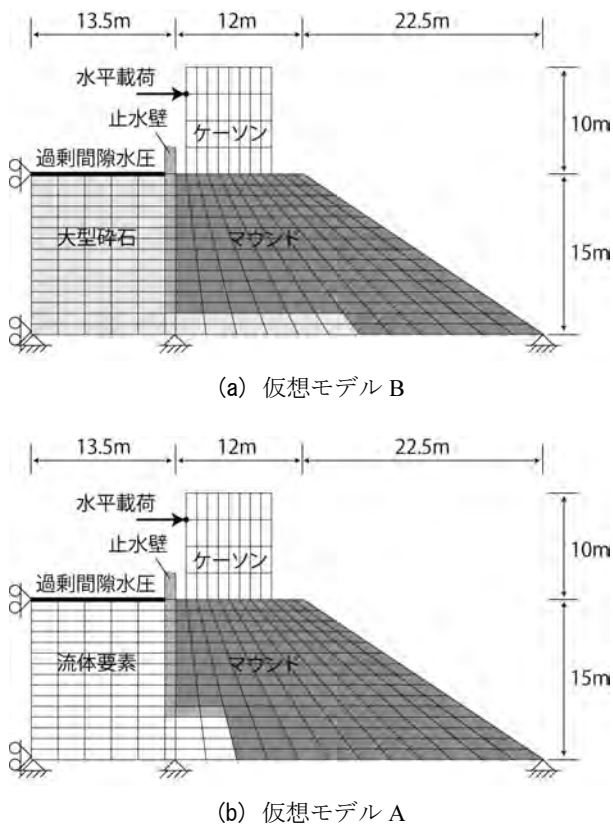 13.5m 12m 22.5m
水平載荷
止水壁
ケーソン
10m
過剰間隙水圧
大型砕石
マウンド
15m
(a) 仮想モデル B
13.5m 12m 22.5m
水平載荷
止水壁
ケーソン
10m
過剰間隙水圧
流体要素
マウンド
15m
(b) 仮想モデル A